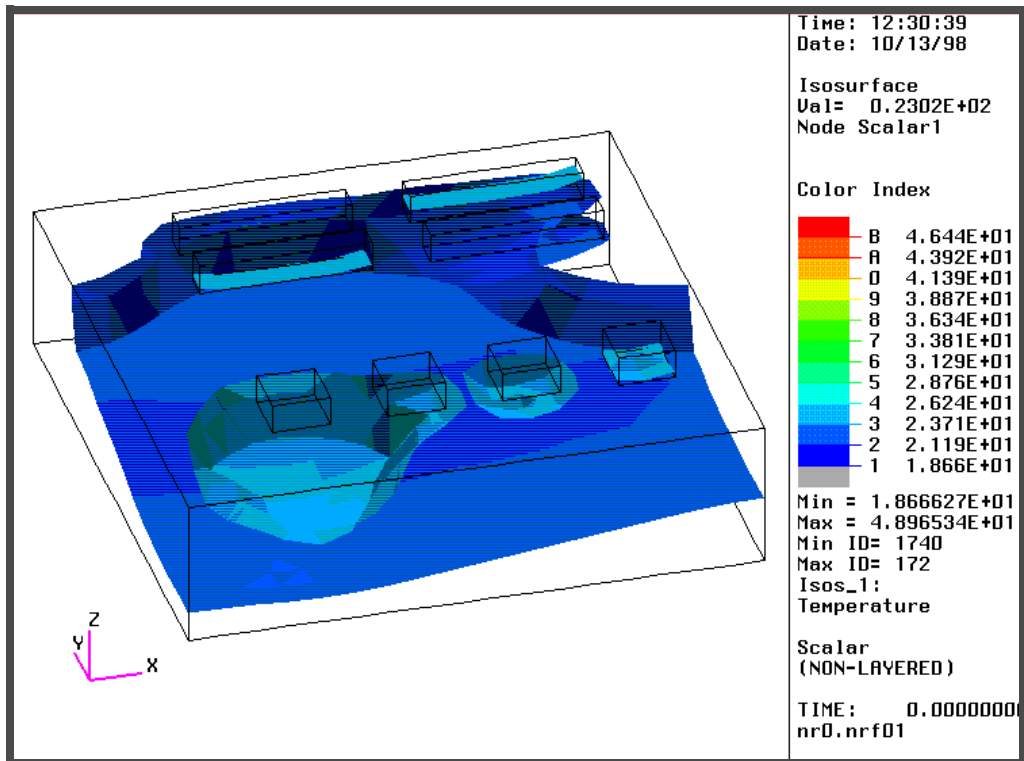 Time: 12:30:39
Date: 10/13/98
Isosurface
Val= 0.2302E+02
Node Scalar1
Color Index
B 4.644E+01
A 4.392E+01
0 4.139E+01
9 3.887E+01
8 3.634E+01
7 3.381E+01
6 3.129E+01
5 2.876E+01
4 2.624E+01
3 2.371E+01
2 2.119E+01
1 1.866E+01
Min = 1.866627E+01
Max = 4.896534E+01
Min ID= 1740
Max ID= 172
Isos_1:
Temperature
Scalar
(NON-LAYERED)
TIME: 0.0000000
nr0.nrf01
Z
Y
X